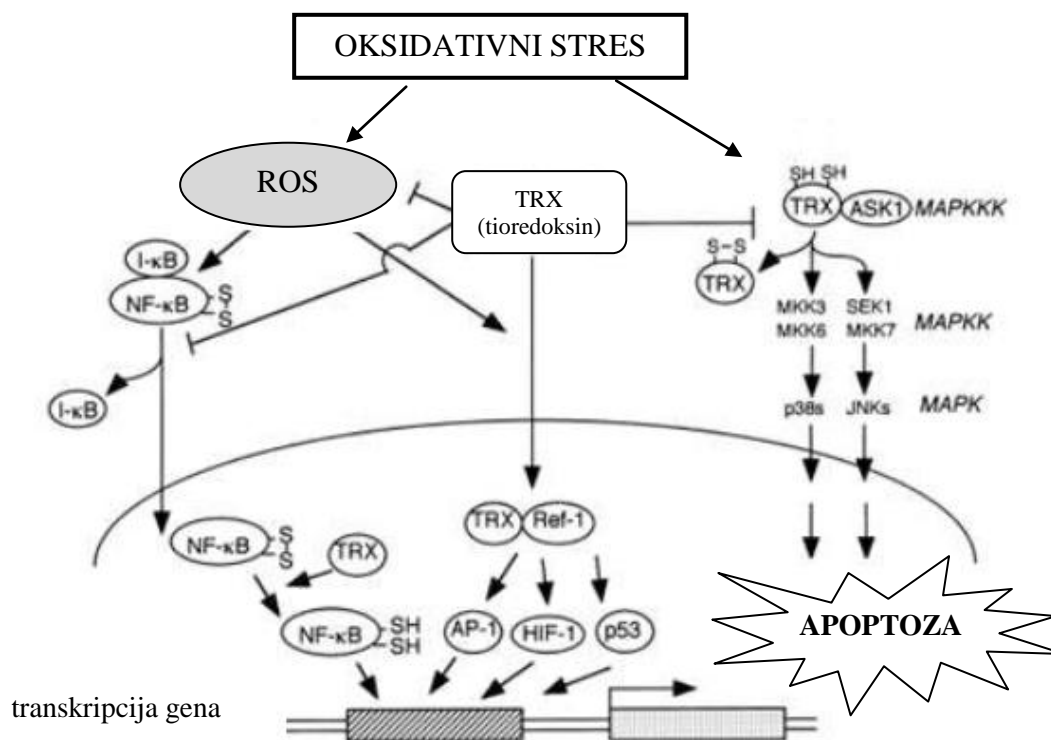 OKSIDATIVNI STRES
ROS
TRX
(tioredoksin)
SH SH
TRX ASK1 MAPKKK
I-κB
NF-κB
S
S
S-S
TRX
MKK3 SEK1
MKK6 MKK7 MAPKK
I-κB
p38s JNKs MAPK
NF-κB
S
S
TRX
TRX Ref-1
NF-κB
SH
SH
AP-1 HIF-1 p53
APOPTOZA
transkripcija gena